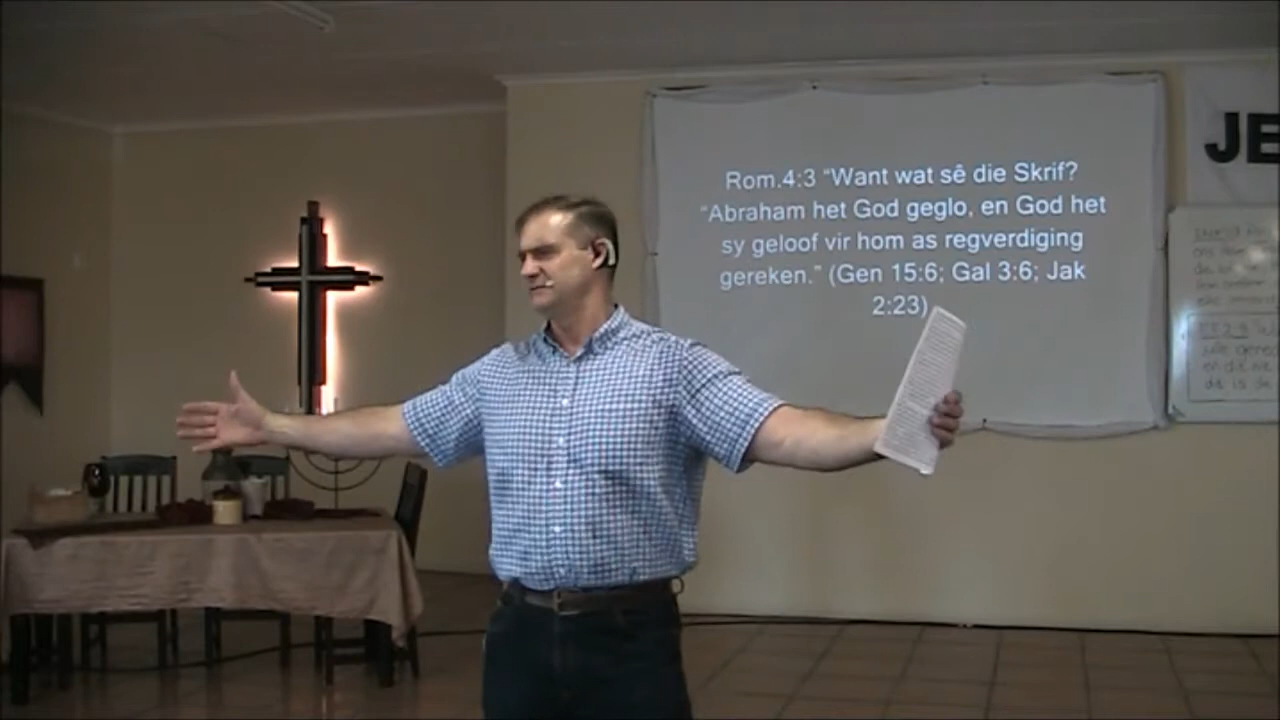 Rom.4:3 “Want wat sê die Skrif?
“Abraham het God geglo, en God het
sy geloof vir hom as regverdiging
gereken.” (Gen 15:6; Gal 3:6; Jak
2:23)
JE